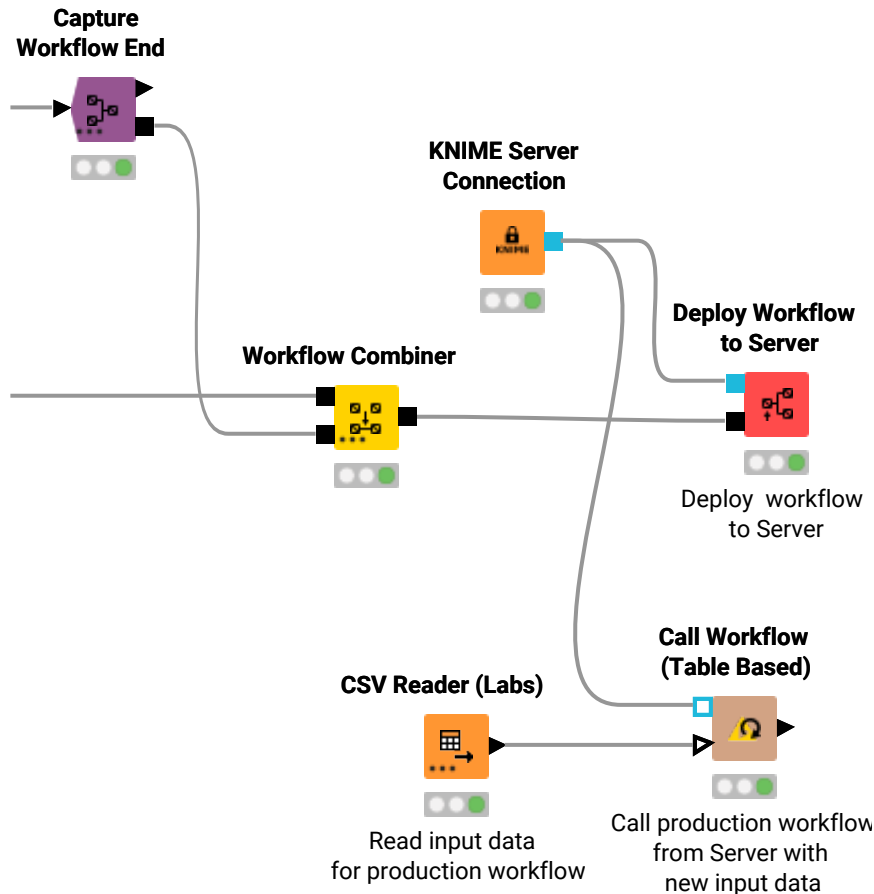 Capture
Workflow End
KNIME Server
Connection
KNIME
Deploy Workflow
to Server
Workflow Combiner
Deploy workflow
to Server
Call Workflow
(Table Based)
CSV Reader (Labs)
Read input data
for production workflow
Call production workflow
from Server with
new input data